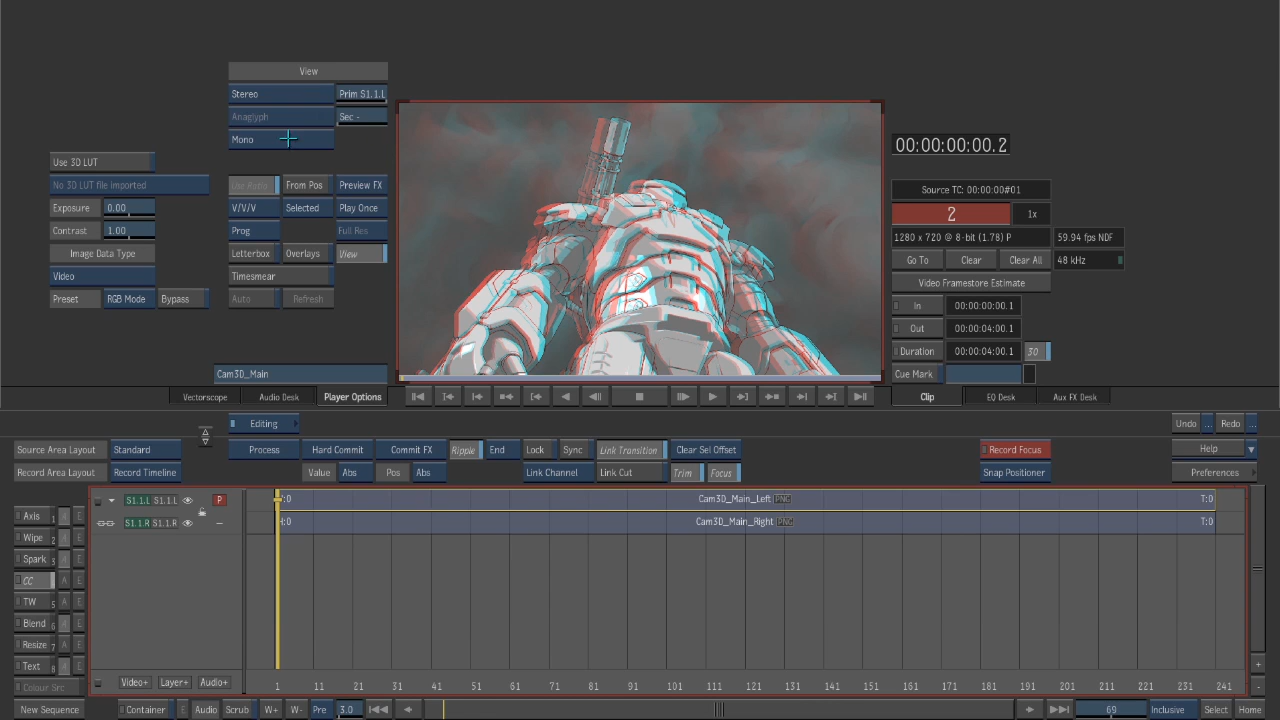 View
Stereo Prim S1.1.L
Anaglyph Sec -
Mono
Use 3D LUT
No 3D LUT file imported
Exposure 0.00
Contrast 1.00
Image Data Type
Video
Preset RGB Mode Bypass
Use Ratio From Pos Preview FX
V/V/V Selected Play Once
Prog Full Res
Letterbox Overlays View
Timesmear
Auto Refresh
Cam3D_Main
Vectorscope Audio Desk Player Options
00:00:00:00.2
Source TC: 00:00:00#01
2 1x
1280 x 720 @ 8-bit (1.78) P 59.94 fps NDF
Go To Clear Clear All 48 kHz
Video Framestore Estimate
In 00:00:00:00.1
Out 00:00:04:00.1
Duration 00:00:04:00.1 30
Cue Mark
Clip EQ Desk Aux FX Desk
Editing Undo ... Redo ...
Source Area Layout Standard Process Hard Commit Commit FX Ripple End Lock Sync Link Transition Clear Sel Offset Record Focus Help
Record Area Layout Record Timeline Value Abs Pos Abs Link Channel Link Cut Trim Focus Snap Positioner Preferences
S1.1.L S1.1.L P Cam3D_Main_Left PNG T:0
S1.1.R S1.1.R H:0 Cam3D_Main_Right PNG T:0
Axis 1 A E
Wipe 2 A E
Spark 3 A E
CC A E
TW 5 A E
Blend 6 A E
Resize 7 A E
Text 8 A E
Colour Src
Video+ Layer+ Audio+
1 11 21 31 41 51 61 71 81 91 101 111 121 131 141 151 161 171 181 191 201 211 221 231 241
+
-
New Sequence Container E Audio Scrub W+ W- Pre 3.0 69 Inclusive Select Home